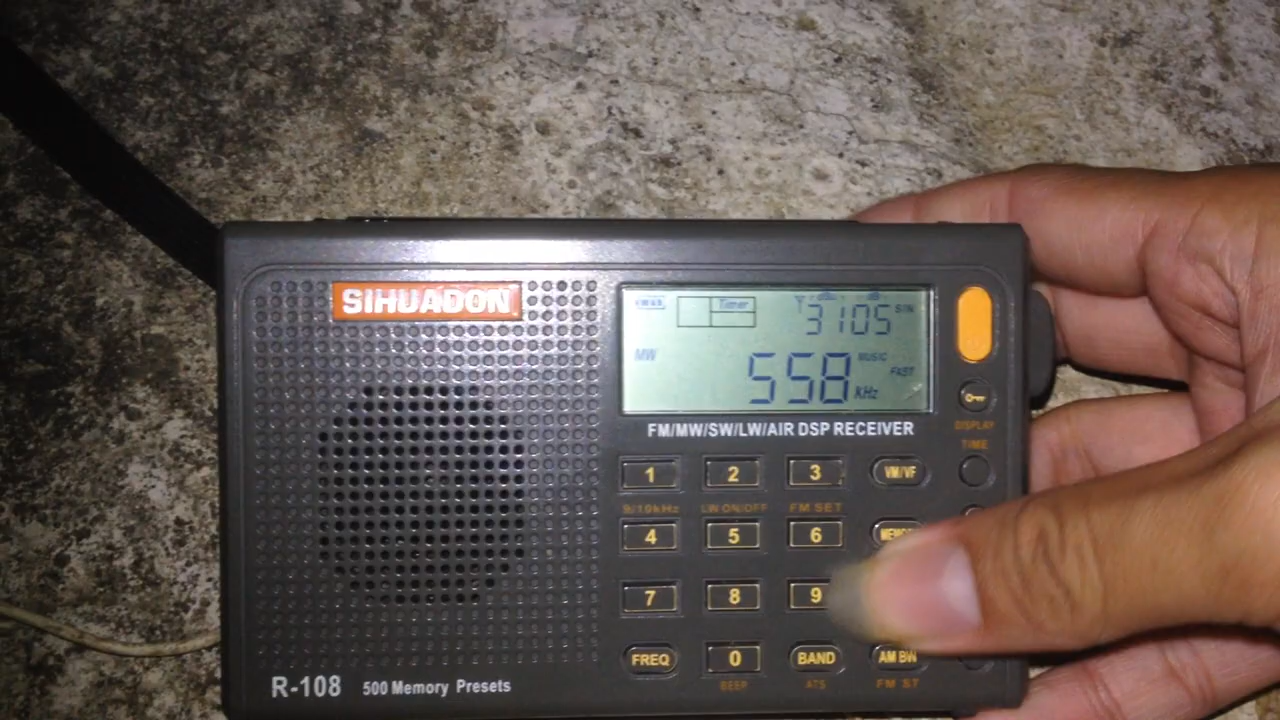 SIHUADON
Timer
3105
MW
558
MUSIC
FAST
kHz
FM/MW/SW/LW/AIR DSP RECEIVER
DISPLAY
TIME
1 2 3 VM/VF
9/10kHz LW ON/OFF FM SET
4 5 6
7 8 9
FREQ 0 BAND AM BW
BEEP ATS FM ST
R-108 500 Memory Presets